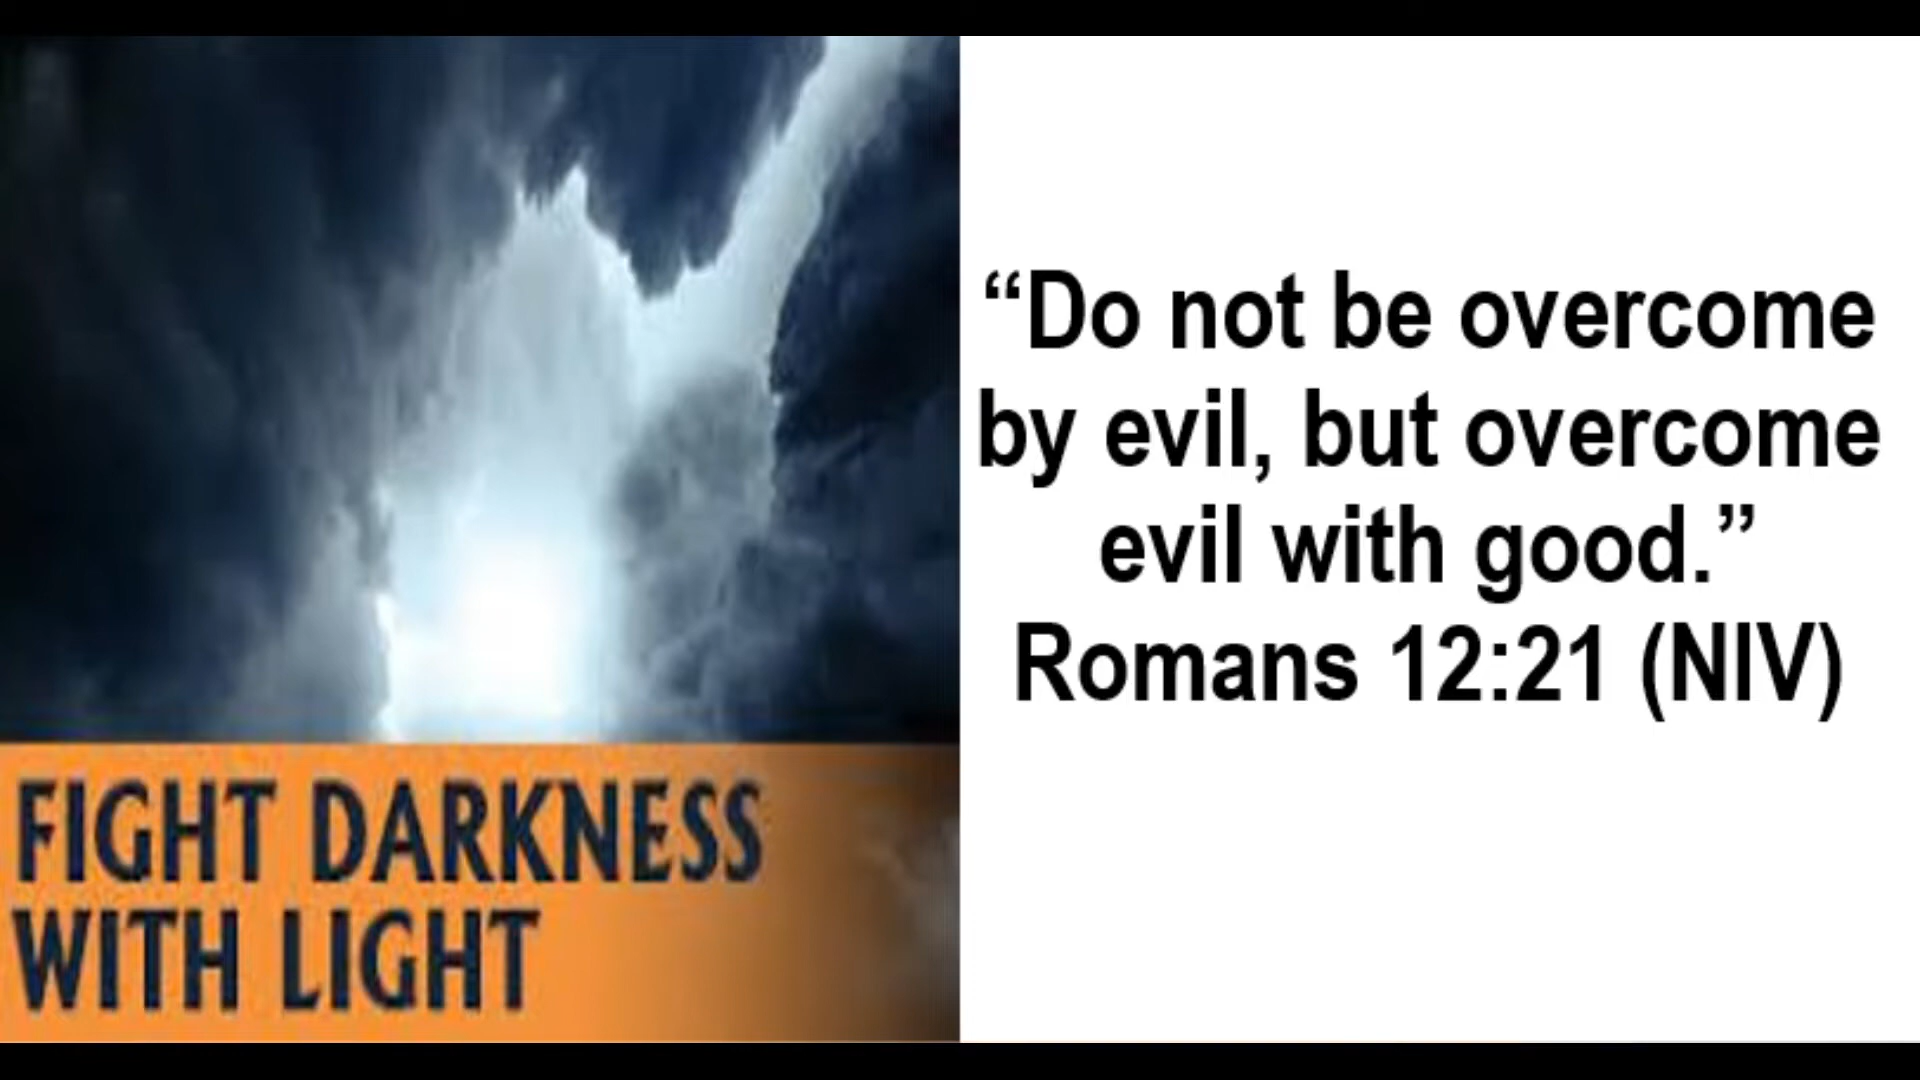 FIGHT DARKNESS
WITH LIGHT
“Do not be overcome
by evil, but overcome
evil with good.”
Romans 12:21 (NIV)